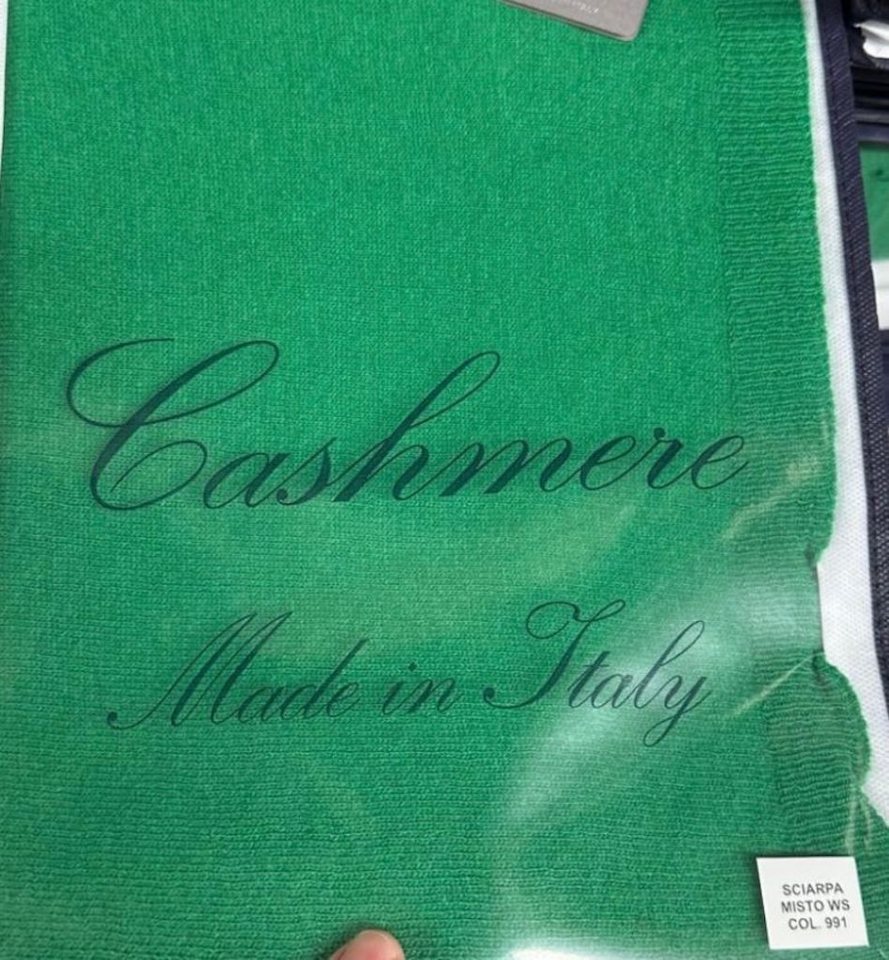 Cashmere
Made in Italy
SCIARPA
MISTO WS
COL. 991